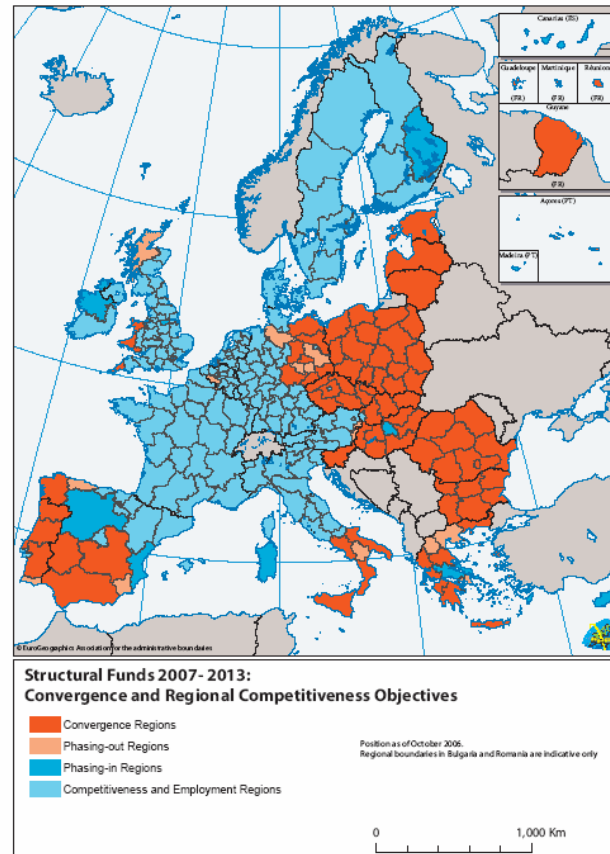 Canarias (ES)
Guadeloupe
Martinique
Réunion
(FR)
(FR)
(FR)
Guyane
(FR)
Açores (PT)
Madeira (PT)
© EuroGeographics Association for the administrative boundaries
Structural Funds 2007- 2013:
Convergence and Regional Competitiveness Objectives
Convergence Regions
Phasing-out Regions
Phasing-in Regions
Competitiveness and Employment Regions
Position as of October 2006.
Regional boundaries in Bulgaria and Romania are indicative only
0
1,000 Km